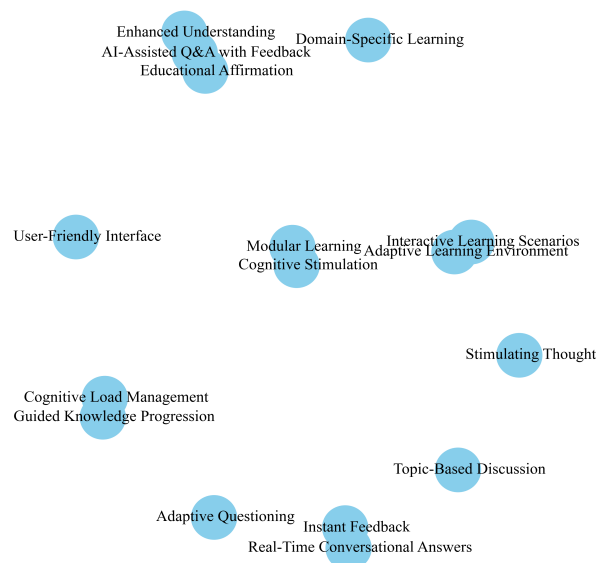 Enhanced Understanding
Domain-Specific Learning
AI-Assisted Q&A with Feedback
Educational Affirmation
User-Friendly Interface
Modular Learning
Interactive Learning Scenarios
Adaptive Learning Environment
Cognitive Stimulation
Stimulating Thought
Cognitive Load Management
Guided Knowledge Progression
Topic-Based Discussion
Adaptive Questioning
Instant Feedback
Real-Time Conversational Answers